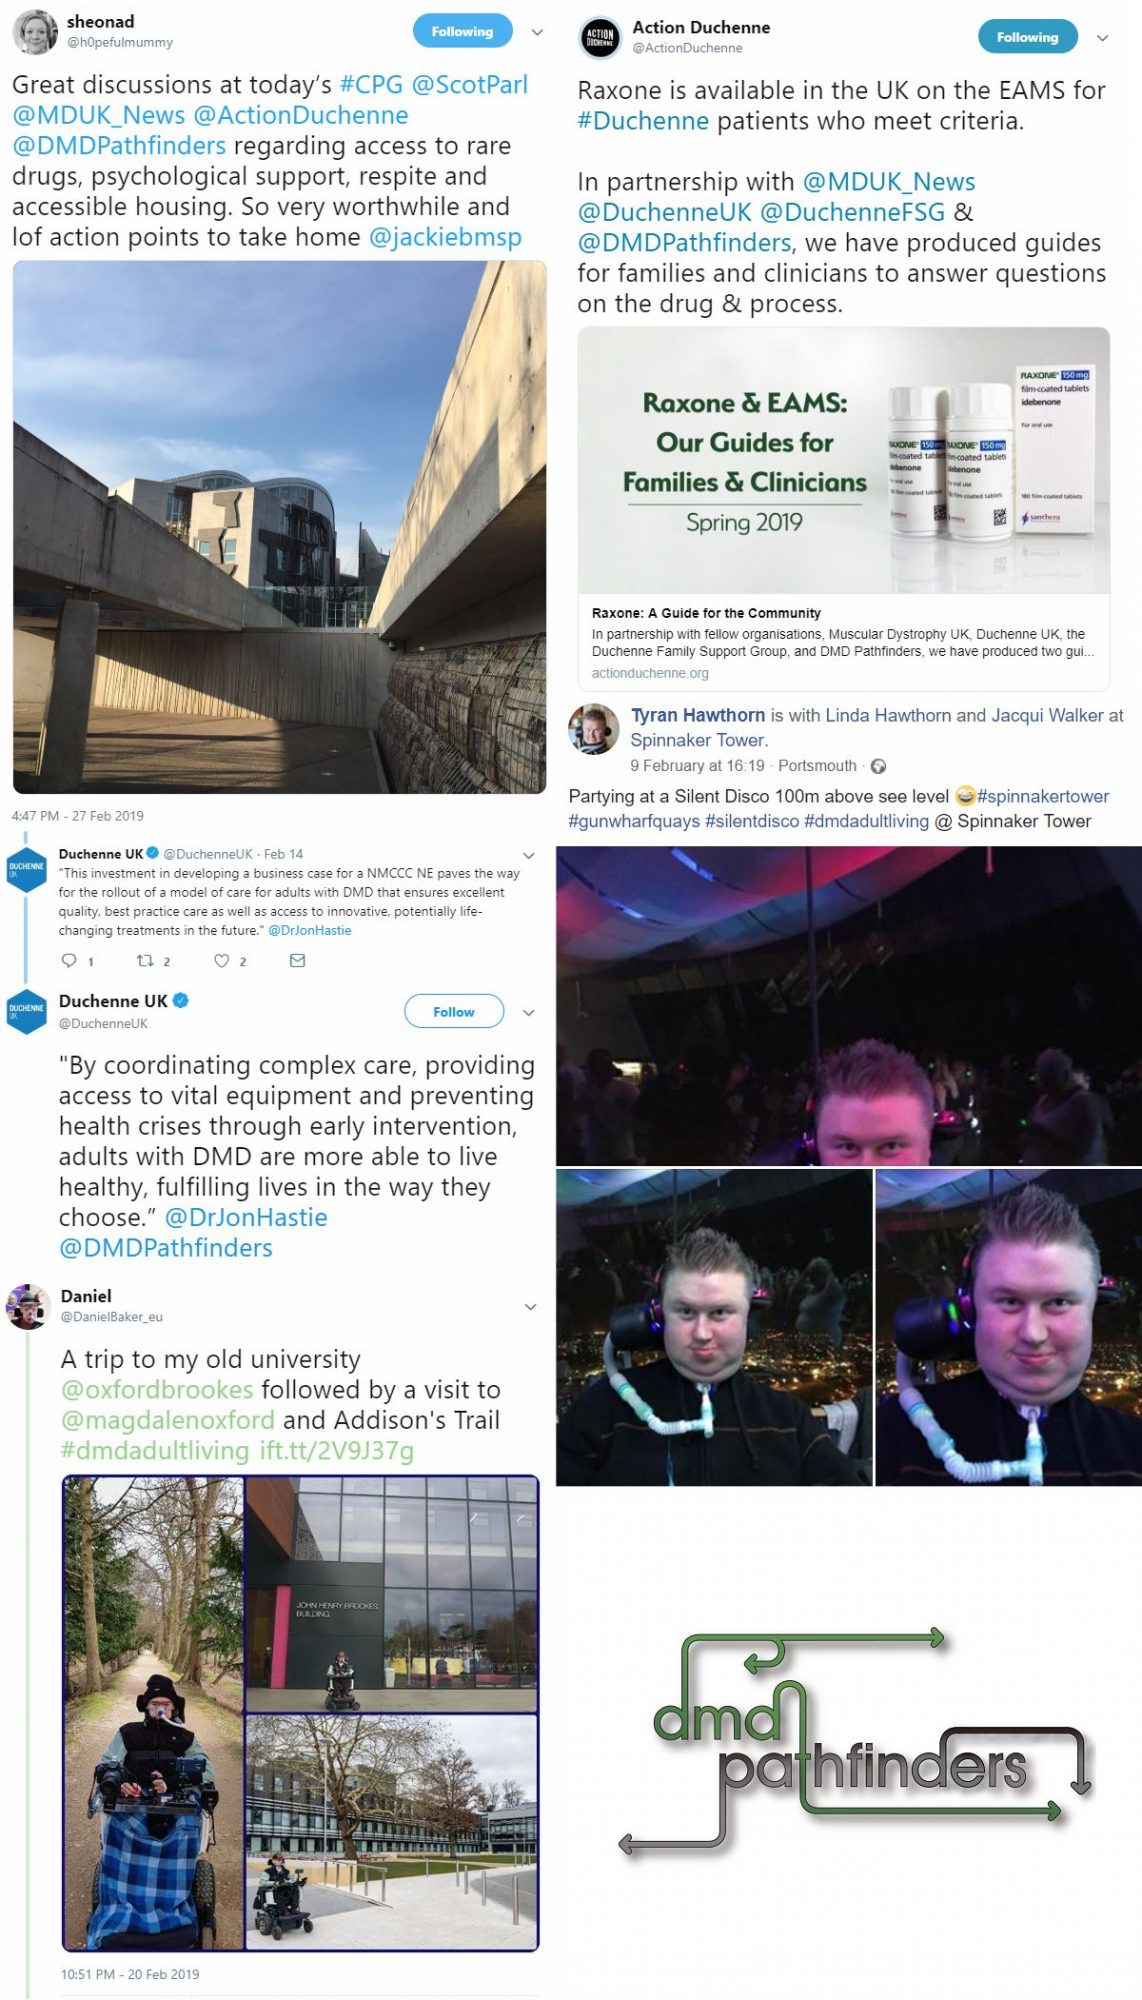 sheonad
@h0pefulmummy
Following
Great discussions at today's #CPG @ScotParl
@MDUK_News @ActionDuchenne
@DMDPathfinders regarding access to rare
drugs, psychological support, respite and
accessible housing. So very worthwhile and
lof action points to take home @jackiebmsp
4:47 PM - 27 Feb 2019
DUCHENNE
UK
Duchenne UK @DuchenneUK · Feb 14
"This investment in developing a business case for a NMCCC NE paves the way
for the rollout of a model of care for adults with DMD that ensures excellent
quality, best practice care as well as access to innovative, potentially life-
changing treatments in the future." @DrJonHastie
1 2 2
DUCHENNE
UK
Duchenne UK
@DuchenneUK
Follow
"By coordinating complex care, providing
access to vital equipment and preventing
health crises through early intervention,
adults with DMD are more able to live
healthy, fulfilling lives in the way they
choose." @DrJonHastie
@DMDPathfinders
Daniel
@DanielBaker_eu
A trip to my old university
@oxfordbrookes followed by a visit to
@magdalenoxford and Addison's Trail
#dmdadultliving ift.tt/2V9J37g
JOHN HENRY BROOKES
BUILDING
10:51 PM - 20 Feb 2019
ACTION
DUCHENNE
Action Duchenne
@ActionDuchenne
Following
Raxone is available in the UK on the EAMS for
#Duchenne patients who meet criteria.
In partnership with @MDUK_News
@DuchenneUK @DuchenneFSG &
@DMDPathfinders, we have produced guides
for families and clinicians to answer questions
on the drug & process.
Raxone & EAMS:
Our Guides for
Families & Clinicians
Spring 2019
RAXONE® 150 mg
film-coated tablets
idebenone
For oral use
180 film-coated tablets
santhera
Raxone: A Guide for the Community
In partnership with fellow organisations, Muscular Dystrophy UK, Duchenne UK, the
Duchenne Family Support Group, and DMD Pathfinders, we have produced two gui...
actionduchenne.org
Tyran Hawthorn is with Linda Hawthorn and Jacqui Walker at
Spinnaker Tower.
9 February at 16:19 · Portsmouth ·
Partying at a Silent Disco 100m above see level #spinnakertower
#gunwharfquays #silentdisco #dmdadultliving @ Spinnaker Tower
dmd
pathfinders